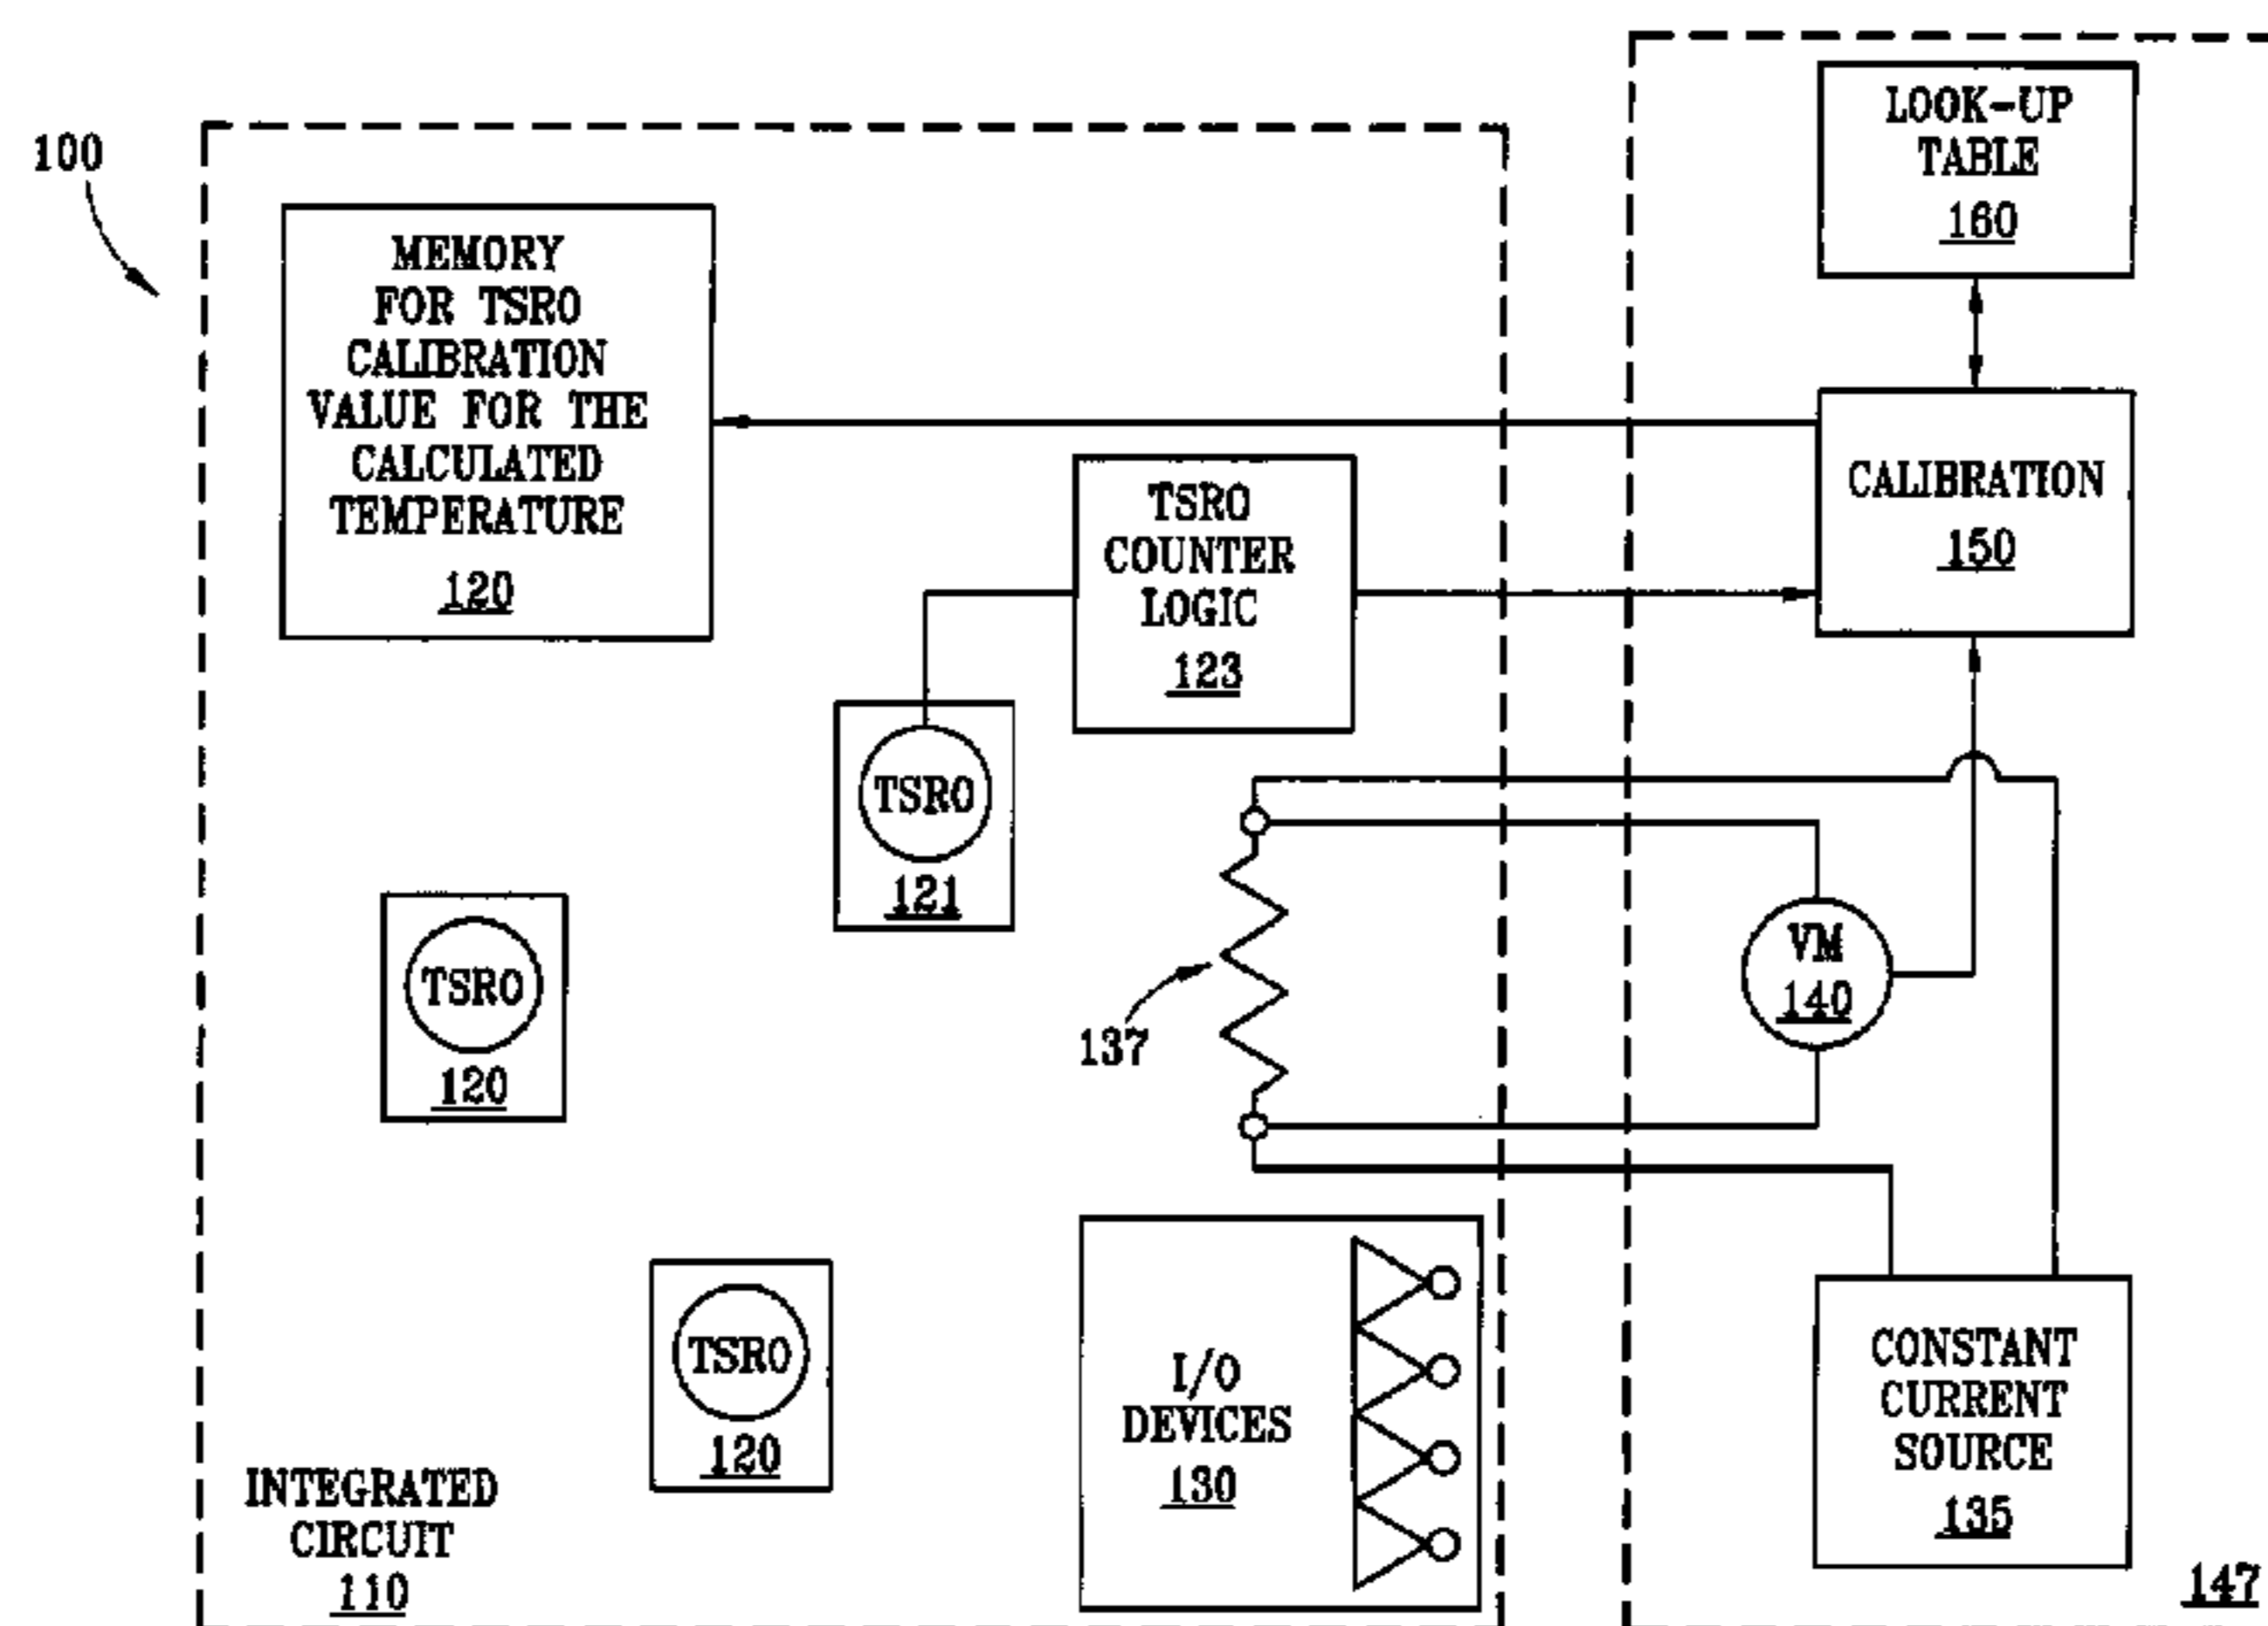 100
MEMORY
FOR TSRO
CALIBRATION
VALUE FOR THE
CALCULATED
TEMPERATURE
120
TSRO
COUNTER
LOGIC
123
LOOK-UP
TABLE
160
CALIBRATION
150
TSRO
121
TSRO
120
137
VM
140
TSRO
120
I/O
DEVICES
130
CONSTANT
CURRENT
SOURCE
135
INTEGRATED
CIRCUIT
110
147